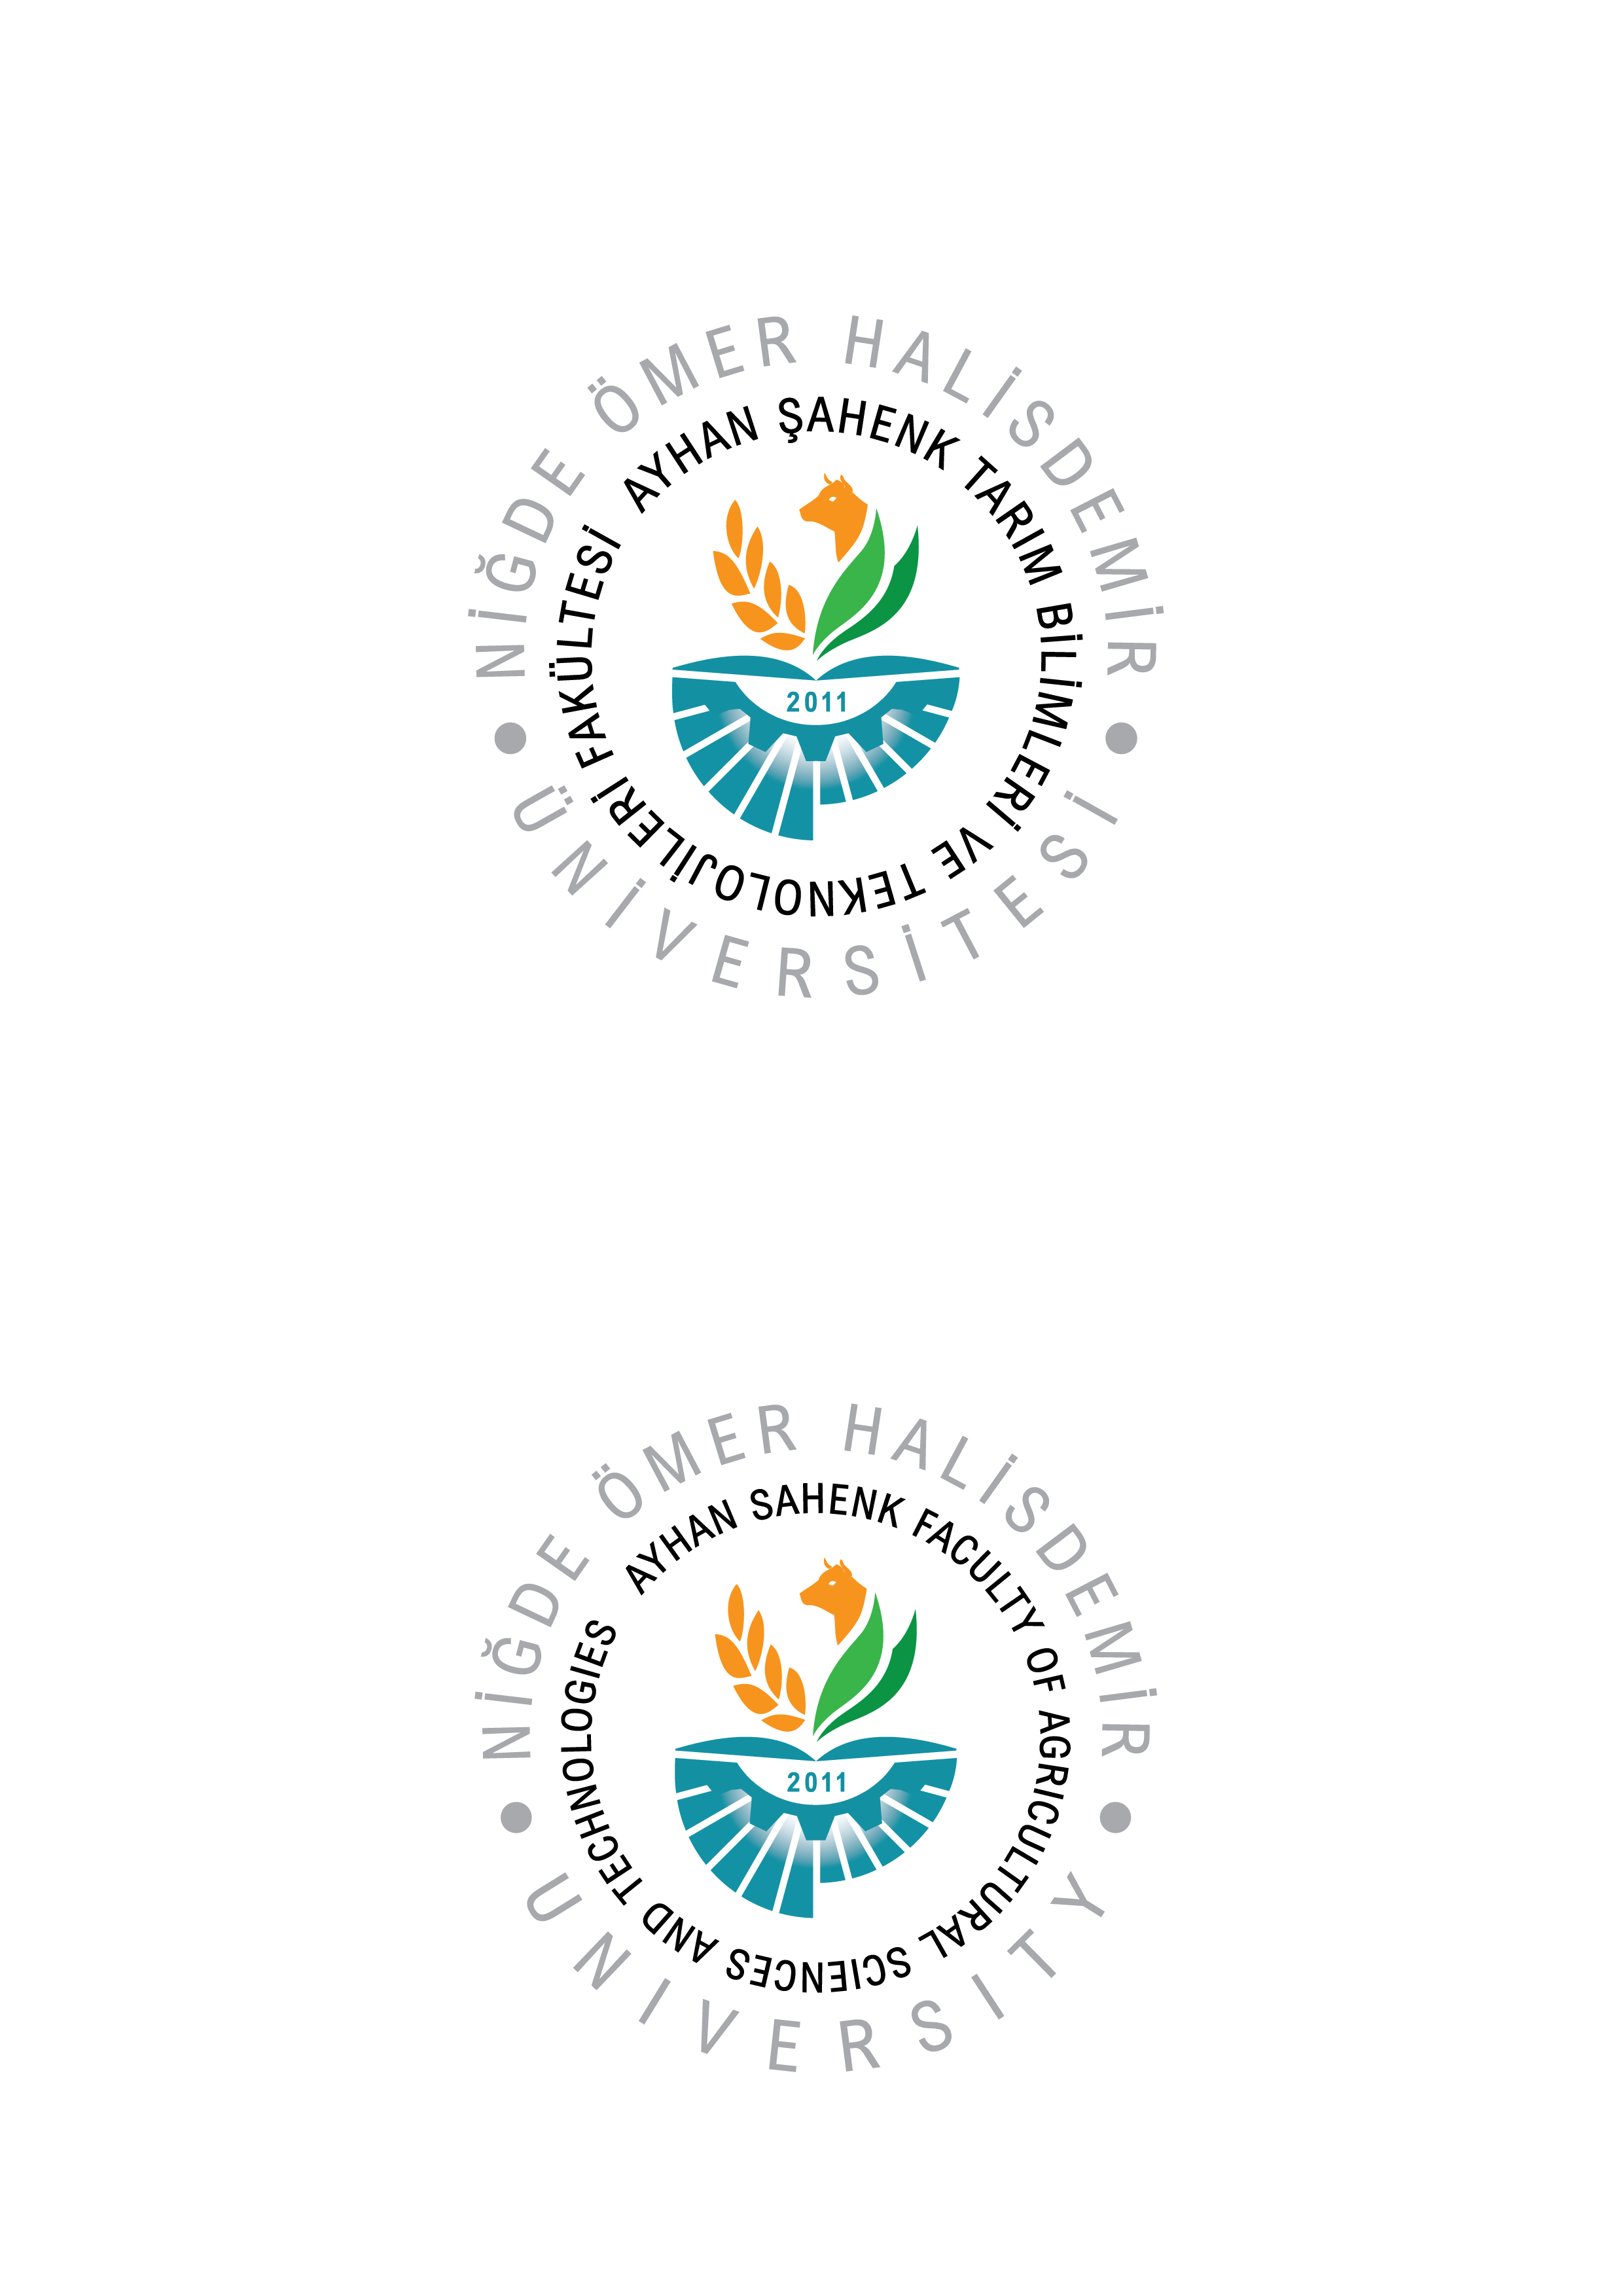 NİĞDE ÖMER HALİSDEMİR
ÜNİVERSİTESİ
AYHAN ŞAHENK TARIM BİLİMLERİ VE TEKNOLOJİLERİ FAKÜLTESİ
2011
NİĞDE ÖMER HALİSDEMİR
UNIVERSITY
AYHAN SAHENK FACULTY OF AGRICULTURAL SCIENCES AND TECHNOLOGIES
2011